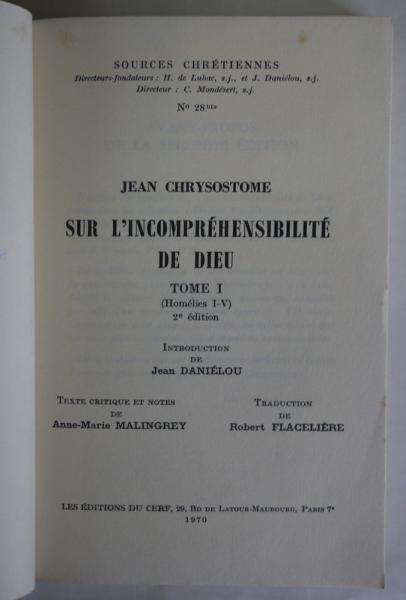 SOURCES CHRÉTIENNES
Directeurs-fondateurs : H. de Lubac, s.j., et J. Daniélou, s.j.
Directeur : C. Mondésert, s.j.
Nº 28bis
JEAN CHRYSOSTOME
SUR L'INCOMPRÉHENSIBILITÉ
DE DIEU
TOME I
(Homélies I-V)
2e édition
INTRODUCTION
DE
Jean DANIÉLOU
TEXTE CRITIQUE ET NOTES
DE
Anne-Marie MALINGREY
TRADUCTION
DE
Robert FLACELIÈRE
LES ÉDITIONS DU CERF, 29, BD DE LATOUR-MAUBOURG, PARIS 7e
1970